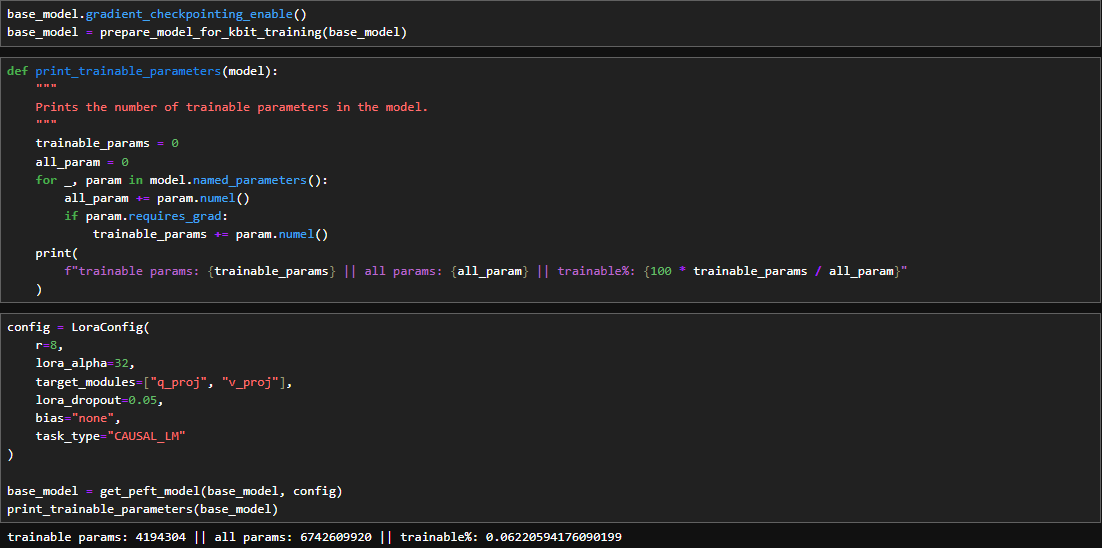 base_model.gradient_checkpointing_enable()
base_model = prepare_model_for_kbit_training(base_model)
def print_trainable_parameters(model):
    """
    Prints the number of trainable parameters in the model.
    """
    trainable_params = 0
    all_param = 0
    for _, param in model.named_parameters():
        all_param += param.numel()
        if param.requires_grad:
            trainable_params += param.numel()
    print(
        f"trainable params: {trainable_params} || all params: {all_param} || trainable%: {100 * trainable_params / all_param}"
    )
config = LoraConfig(
    r=8,
    lora_alpha=32,
    target_modules=["q_proj", "v_proj"],
    lora_dropout=0.05,
    bias="none",
    task_type="CAUSAL_LM"
)
base_model = get_peft_model(base_model, config)
print_trainable_parameters(base_model)
trainable params: 4194304 || all params: 6742609920 || trainable%: 0.06220594176090199